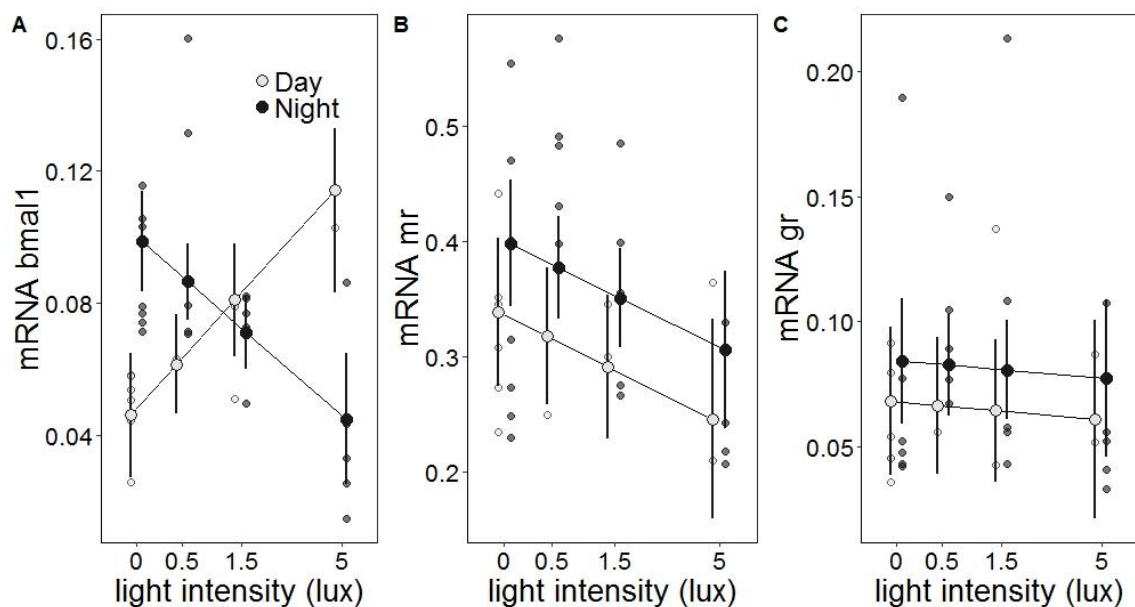 A
mRNA bmal1
0.16
0.12
0.08
0.04
Day
Night
0 0.5 1.5 5
light intensity (lux)
B
mRNA mr
0.5
0.4
0.3
0.2
0 0.5 1.5 5
light intensity (lux)
C
mRNA gr
0.20
0.15
0.10
0.05
0 0.5 1.5 5
light intensity (lux)